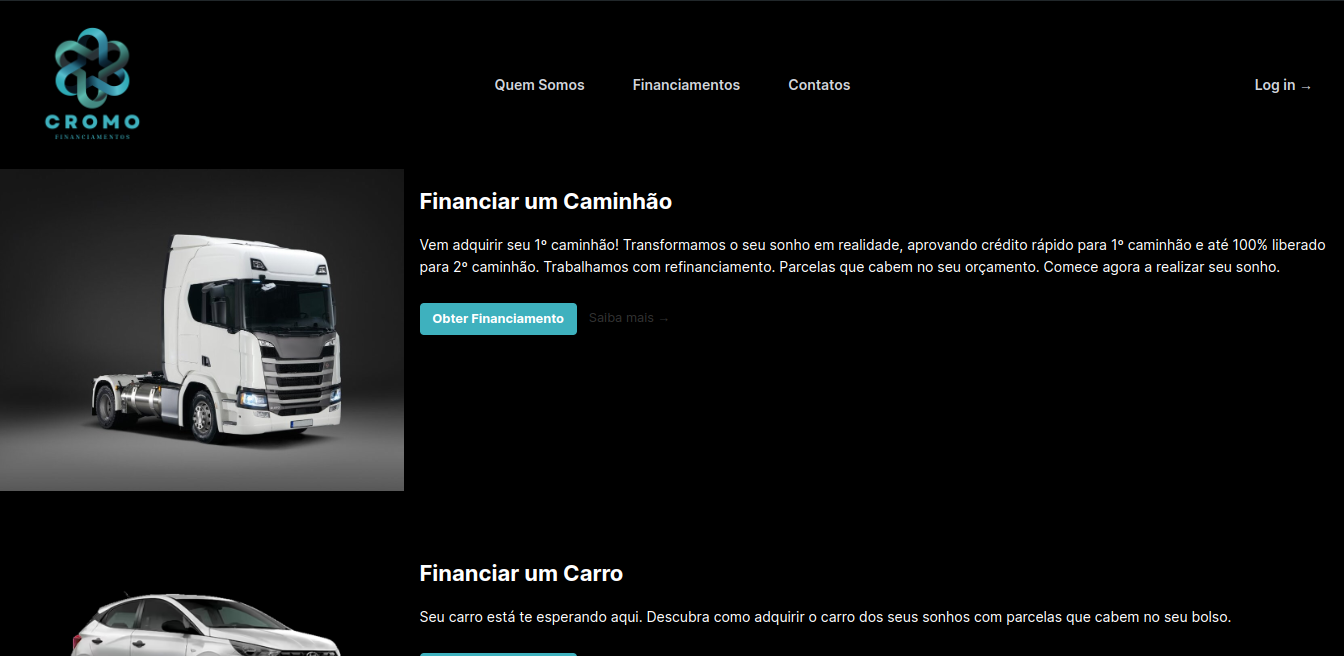 CROMO
FINANCIAMENTOS
Quem Somos
Financiamentos
Contatos
Log in →
Financiar um Caminhão
Vem adquirir seu 1º caminhão! Transformamos o seu sonho em realidade, aprovando crédito rápido para 1º caminhão e até 100% liberado
para 2º caminhão. Trabalhamos com refinanciamento. Parcelas que cabem no seu orçamento. Comece agora a realizar seu sonho.
Obter Financiamento
Saiba mais →
Financiar um Carro
Seu carro está te esperando aqui. Descubra como adquirir o carro dos seus sonhos com parcelas que cabem no seu bolso.